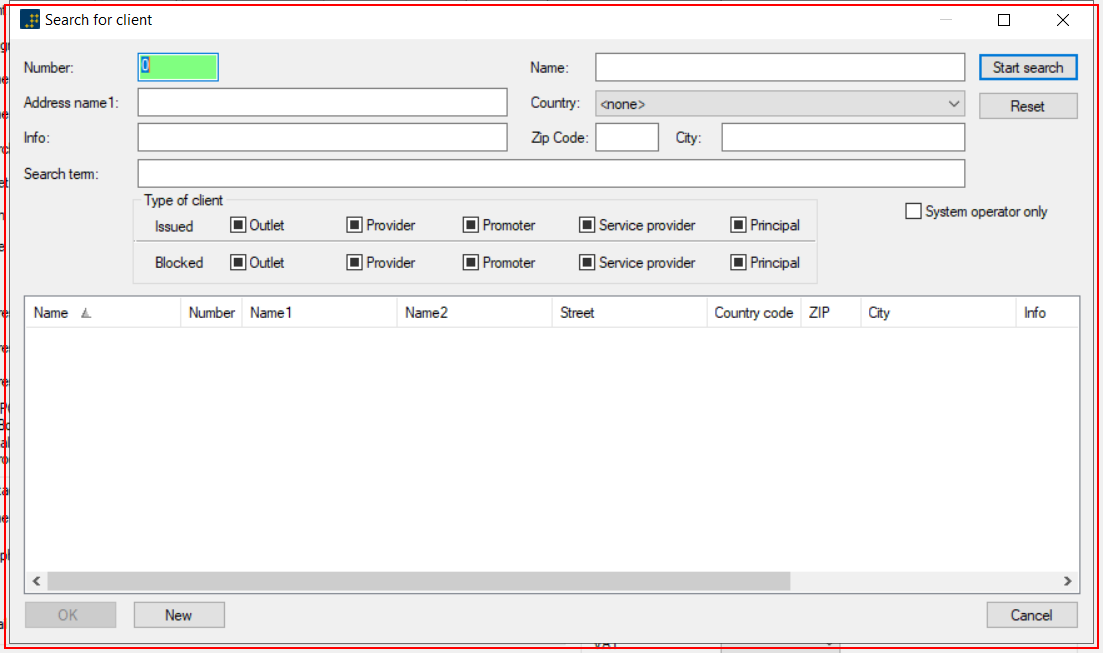 Search for client
Number: 0 Name: Start search
Address name1: Country: <none> Reset
Info: Zip Code: City:
Search term:
Type of client
System operator only
Issued Outlet Provider Promoter Service provider Principal
Blocked Outlet Provider Promoter Service provider Principal
Name Number Name1 Name2 Street Country code ZIP City Info
OK New Cancel